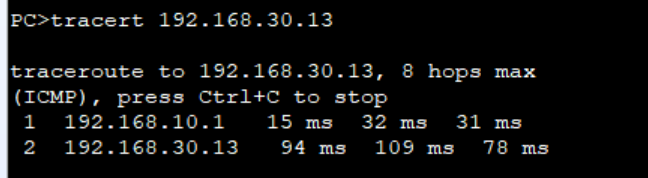 PC>tracert 192.168.30.13
traceroute to 192.168.30.13, 8 hops max
(ICMP), press Ctrl+C to stop
1 192.168.10.1 15 ms 32 ms 31 ms
2 192.168.30.13 94 ms 109 ms 78 ms